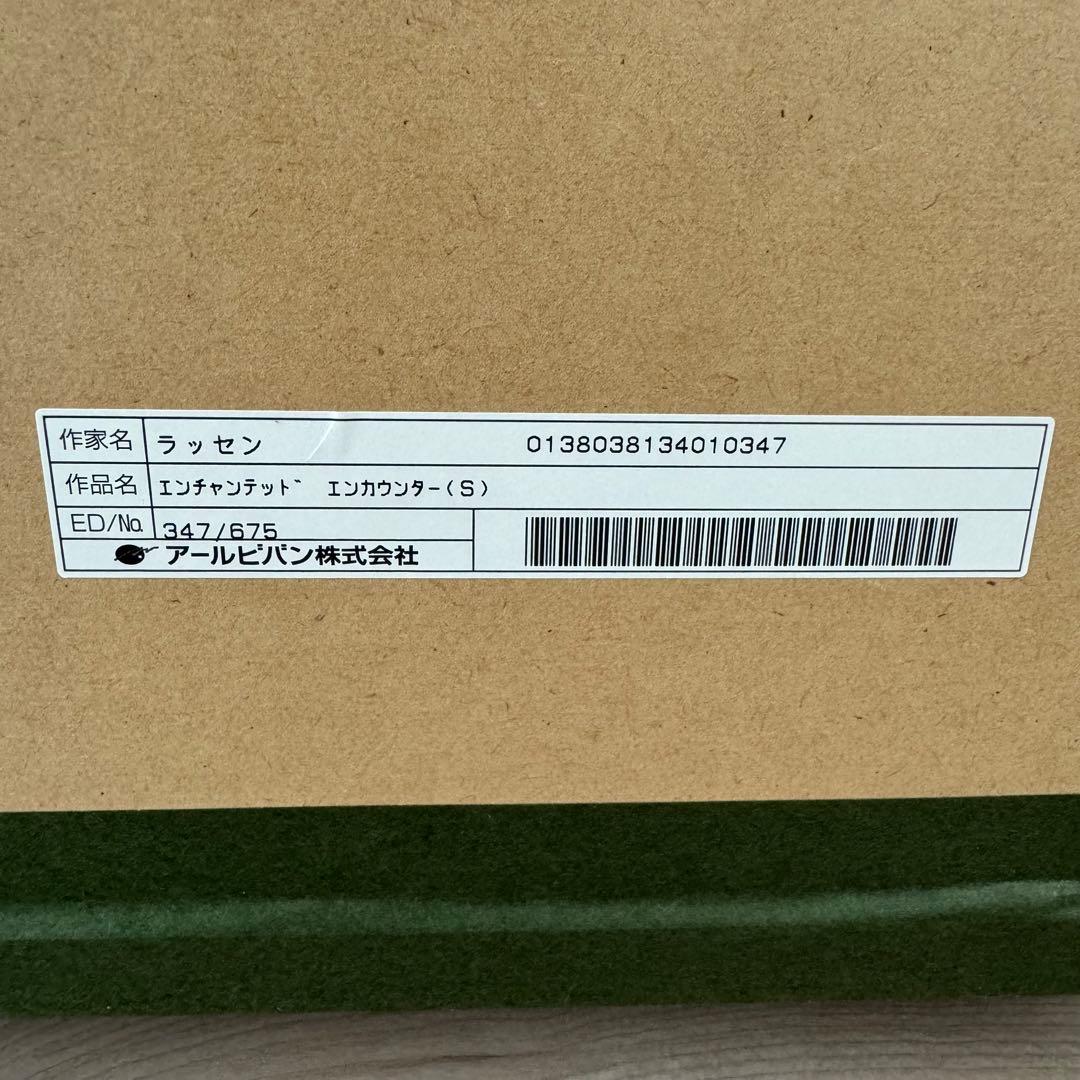 作家名 ラッセン 0138038134010347
作品名 ｴﾝﾁｬﾝﾃｯﾄﾞ ｴﾝｶｳﾝﾀｰ(S)
ED/№ 347/675
アールビバン株式会社